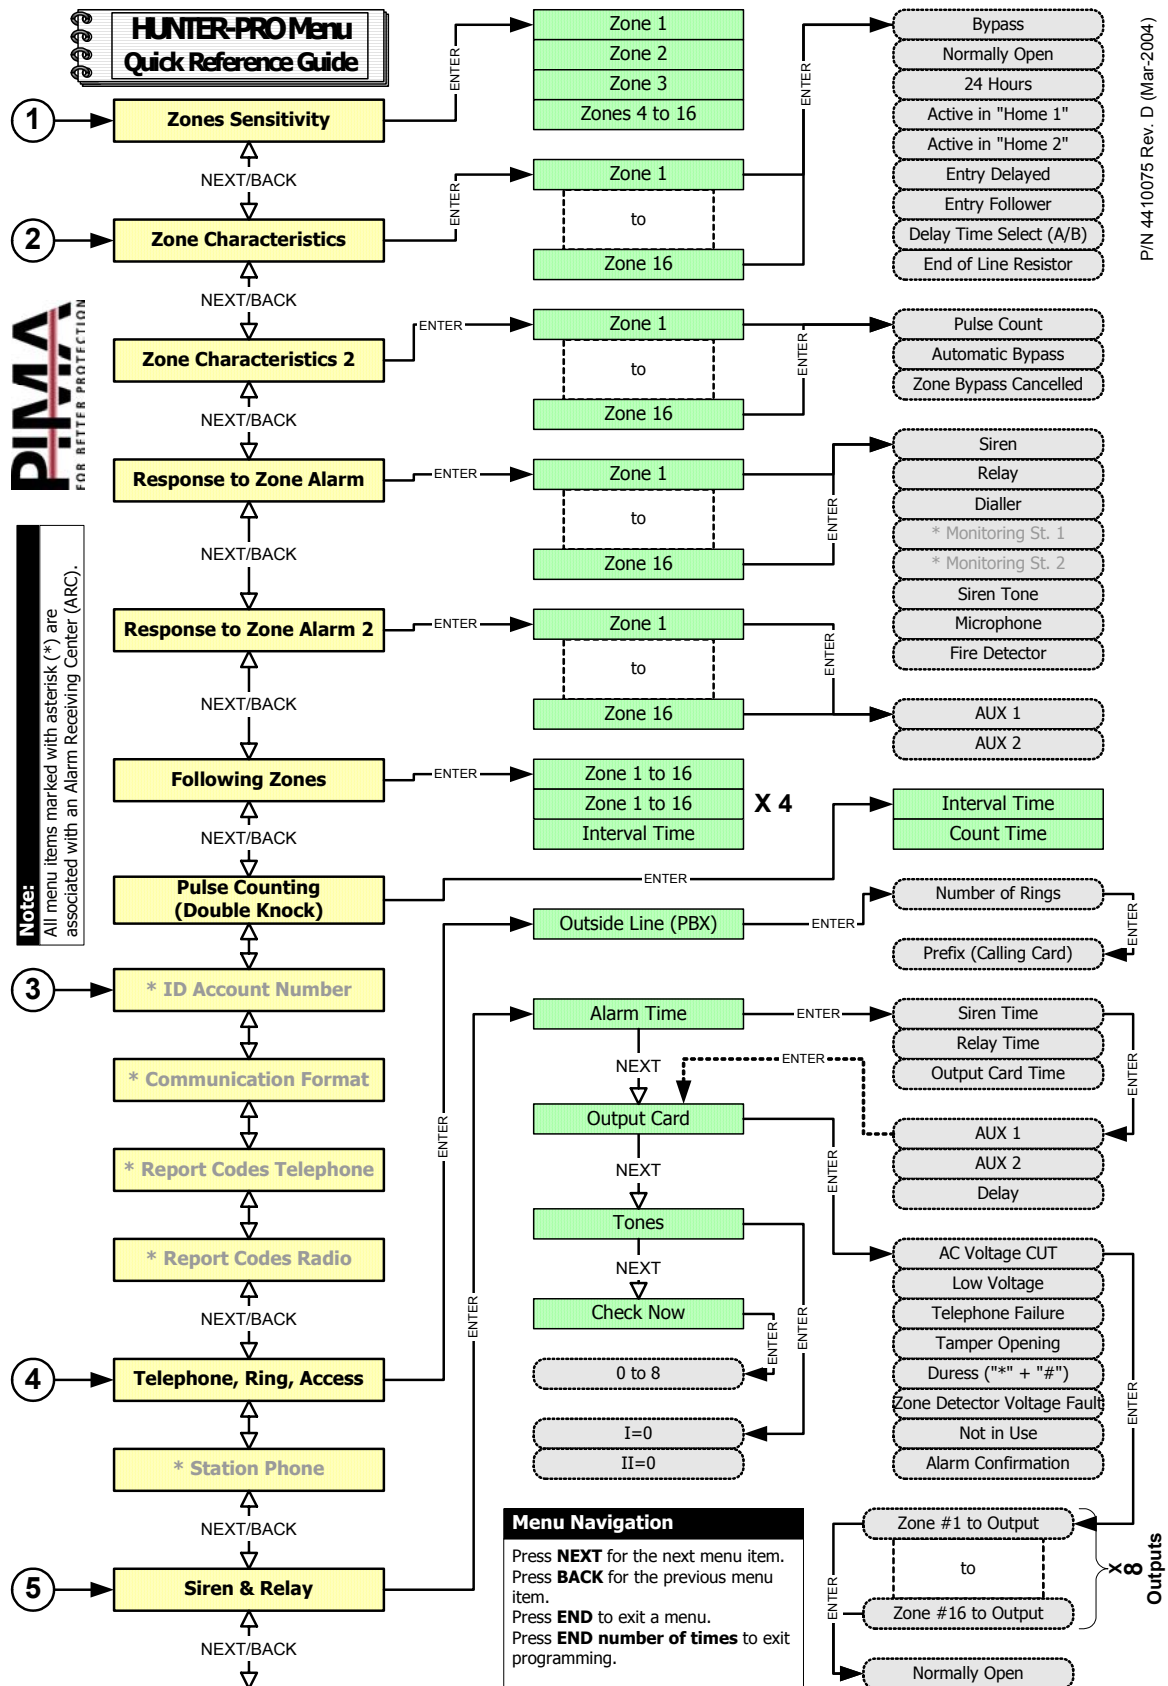 HUNTER-PRO Menu
Quick Reference Guide
P/N 4410075 Rev. D (Mar-2004)
PIMA
FOR BETTER PROTECTION
Note:
All menu items marked with asterisk (*) are
associated with an Alarm Receiving Center (ARC).
1
Zones Sensitivity
ENTER
Zone 1
Zone 2
Zone 3
Zones 4 to 16
NEXT/BACK
2
Zone Characteristics
ENTER
Zone 1
to
Zone 16
ENTER
Bypass
Normally Open
24 Hours
Active in "Home 1"
Active in "Home 2"
Entry Delayed
Entry Follower
Delay Time Select (A/B)
End of Line Resistor
NEXT/BACK
Zone Characteristics 2
ENTER
Zone 1
to
Zone 16
ENTER
Pulse Count
Automatic Bypass
Zone Bypass Cancelled
NEXT/BACK
Response to Zone Alarm
ENTER
Zone 1
to
Zone 16
ENTER
Siren
Relay
Dialler
* Monitoring St. 1
* Monitoring St. 2
Siren Tone
Microphone
Fire Detector
NEXT/BACK
Response to Zone Alarm 2
ENTER
Zone 1
to
Zone 16
ENTER
AUX 1
AUX 2
NEXT/BACK
Following Zones
ENTER
Zone 1 to 16
Zone 1 to 16
Interval Time
X 4
NEXT/BACK
Pulse Counting
(Double Knock)
ENTER
Interval Time
Count Time
3
* ID Account Number
* Communication Format
* Report Codes Telephone
* Report Codes Radio
NEXT/BACK
4
Telephone, Ring, Access
ENTER
Outside Line (PBX)
ENTER
Number of Rings
ENTER
Prefix (Calling Card)
* Station Phone
NEXT/BACK
5
Siren & Relay
ENTER
Alarm Time
ENTER
Siren Time
Relay Time
Output Card Time
ENTER
AUX 1
AUX 2
Delay
ENTER
NEXT
Output Card
ENTER
AC Voltage CUT
Low Voltage
Telephone Failure
Tamper Opening
Duress ("*" + "#")
Zone Detector Voltage Fault
Not in Use
Alarm Confirmation
ENTER
Zone #1 to Output
to
Zone #16 to Output
X 8
Outputs
ENTER
Normally Open
NEXT
Tones
ENTER
I=0
II=0
NEXT
Check Now
ENTER
0 to 8
NEXT/BACK
Menu Navigation
Press NEXT for the next menu item.
Press BACK for the previous menu
item.
Press END to exit a menu.
Press END number of times to exit
programming.